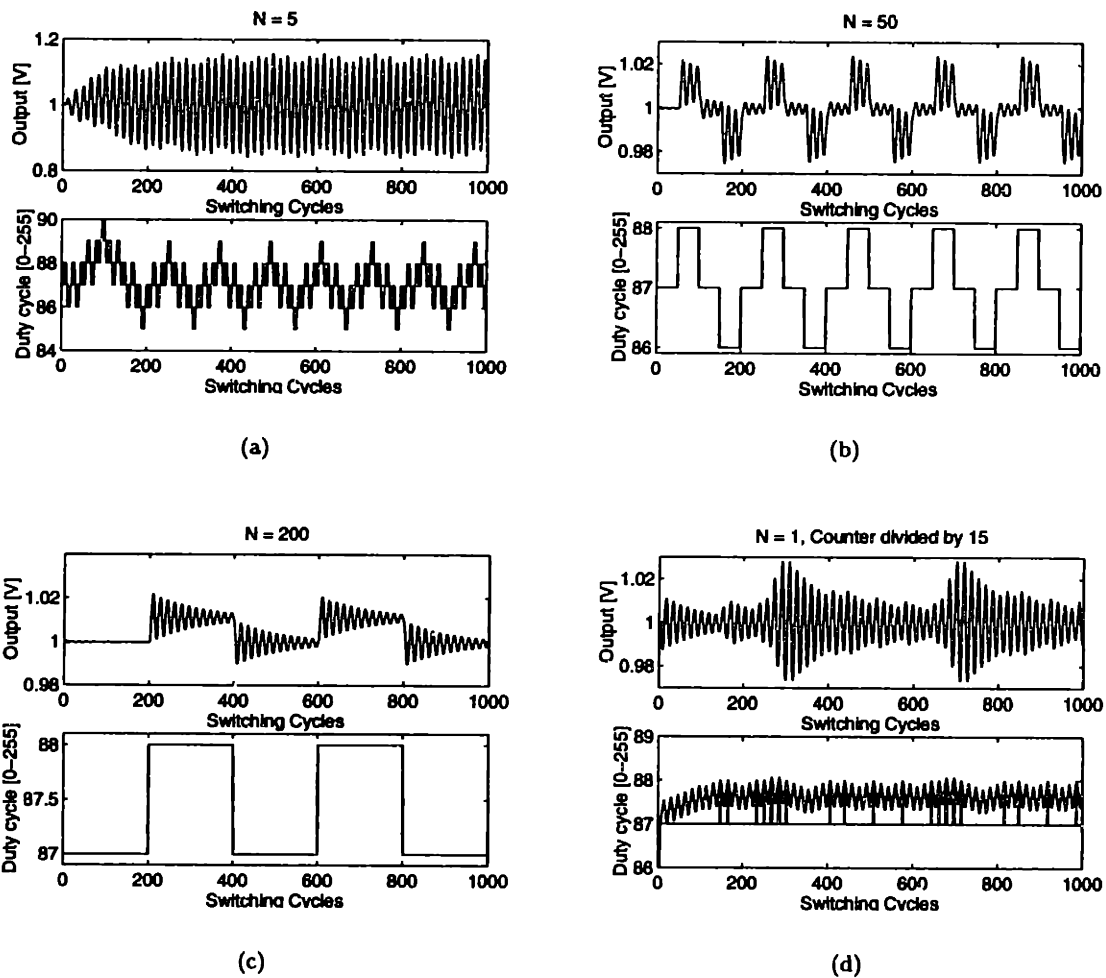 N = 5
1.2
1
0.8
Output [V]
0 200 400 600 800 1000
Switching Cycles
90
88
86
84
Duty cycle [0–255]
0 200 400 600 800 1000
Switching Cycles
(a)
N = 50
1.02
1
0.98
Output [V]
0 200 400 600 800 1000
Switching Cycles
88
87
86
Duty cycle [0–255]
0 200 400 600 800 1000
Switching Cycles
(b)
N = 200
1.02
1
0.98
Output [V]
0 200 400 600 800 1000
Switching Cycles
88
87.5
87
Duty cycle [0–255]
0 200 400 600 800 1000
Switching Cycles
(c)
N = 1, Counter divided by 15
1.02
1
0.98
Output [V]
0 200 400 600 800 1000
Switching Cycles
89
88
87
86
Duty cycle [0–255]
0 200 400 600 800 1000
Switching Cycles
(d)